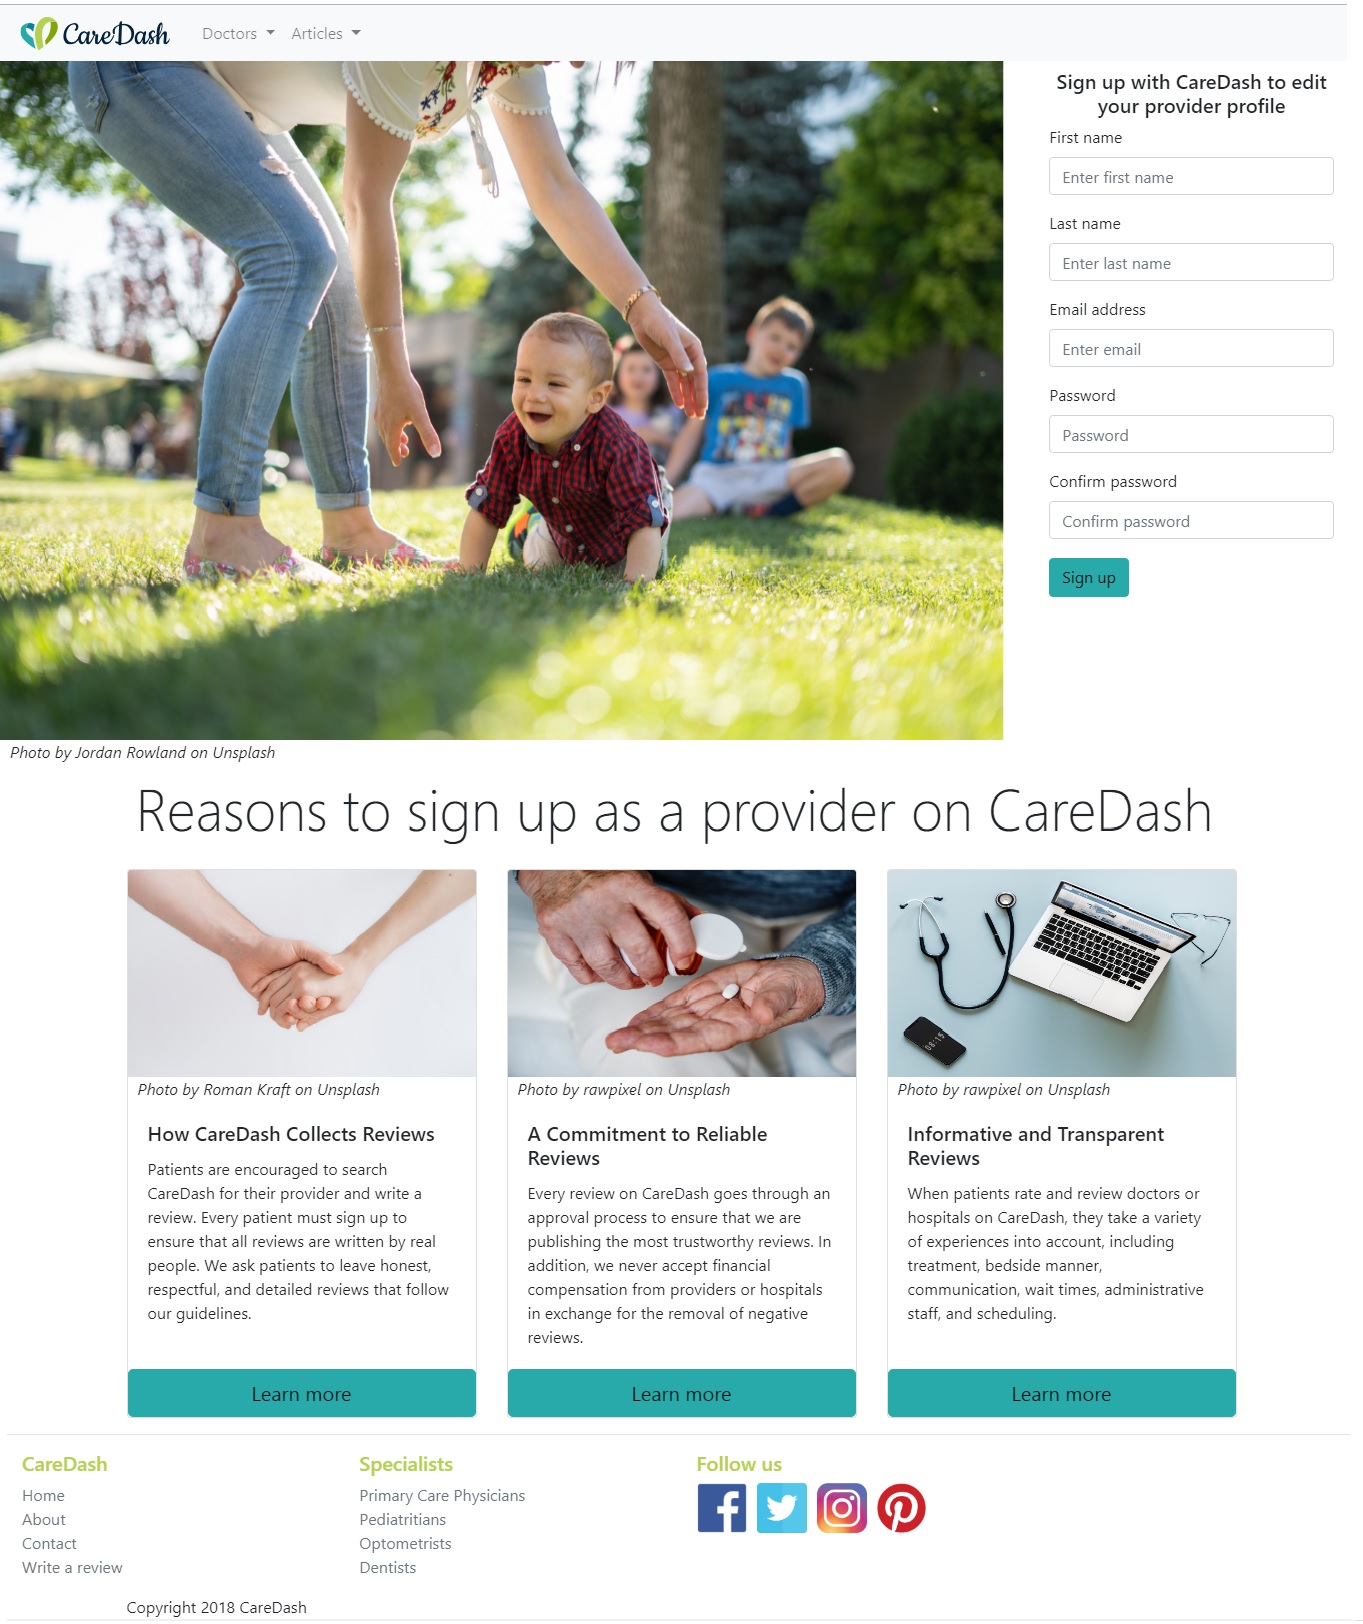 CareDash
Doctors
Articles
Sign up with CareDash to edit
your provider profile
First name
Enter first name
Last name
Enter last name
Email address
Enter email
Password
Password
Confirm password
Confirm password
Sign up
Photo by Jordan Rowland on Unsplash
Reasons to sign up as a provider on CareDash
Photo by Roman Kraft on Unsplash
How CareDash Collects Reviews
Patients are encouraged to search
CareDash for their provider and write a
review. Every patient must sign up to
ensure that all reviews are written by real
people. We ask patients to leave honest,
respectful, and detailed reviews that follow
our guidelines.
Learn more
Photo by rawpixel on Unsplash
A Commitment to Reliable
Reviews
Every review on CareDash goes through an
approval process to ensure that we are
publishing the most trustworthy reviews. In
addition, we never accept financial
compensation from providers or hospitals
in exchange for the removal of negative
reviews.
Learn more
08:15
Photo by rawpixel on Unsplash
Informative and Transparent
Reviews
When patients rate and review doctors or
hospitals on CareDash, they take a variety
of experiences into account, including
treatment, bedside manner,
communication, wait times, administrative
staff, and scheduling.
Learn more
CareDash
Home
About
Contact
Write a review
Specialists
Primary Care Physicians
Pediatritians
Optometrists
Dentists
Follow us
Copyright 2018 CareDash